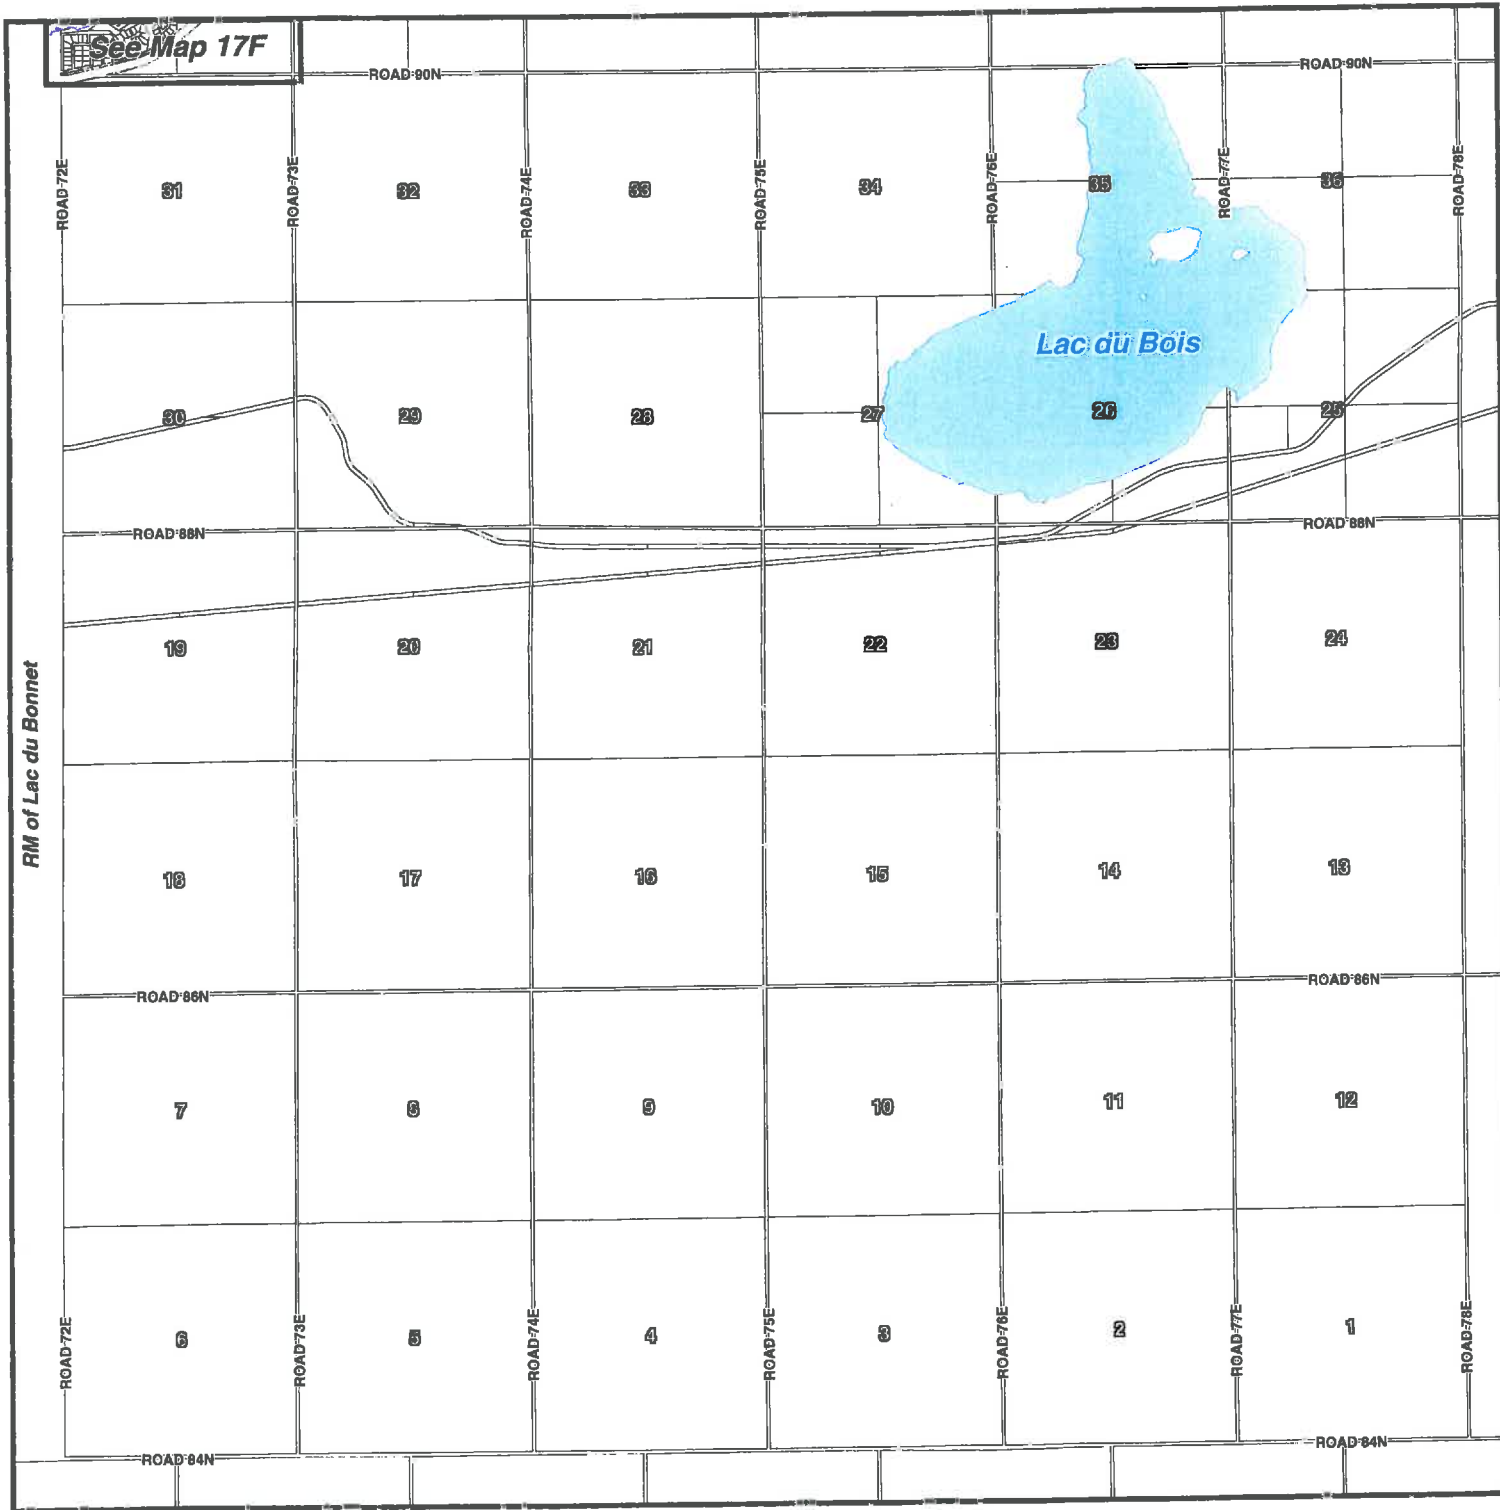 See Map 17F
ROAD 90N
ROAD 90N
ROAD 72E
ROAD 73E
ROAD 74E
ROAD 75E
ROAD 76E
ROAD 77E
ROAD 78E
31
32
33
34
35
36
Lac du Bois
30
29
28
27
26
25
ROAD 88N
ROAD 88N
19
20
21
22
23
24
RM of Lac du Bonnet
18
17
16
15
14
13
ROAD 86N
ROAD 86N
7
8
9
10
11
12
6
5
4
3
2
1
ROAD 72E
ROAD 73E
ROAD 74E
ROAD 75E
ROAD 76E
ROAD 77E
ROAD 78E
ROAD 84N
ROAD 84N